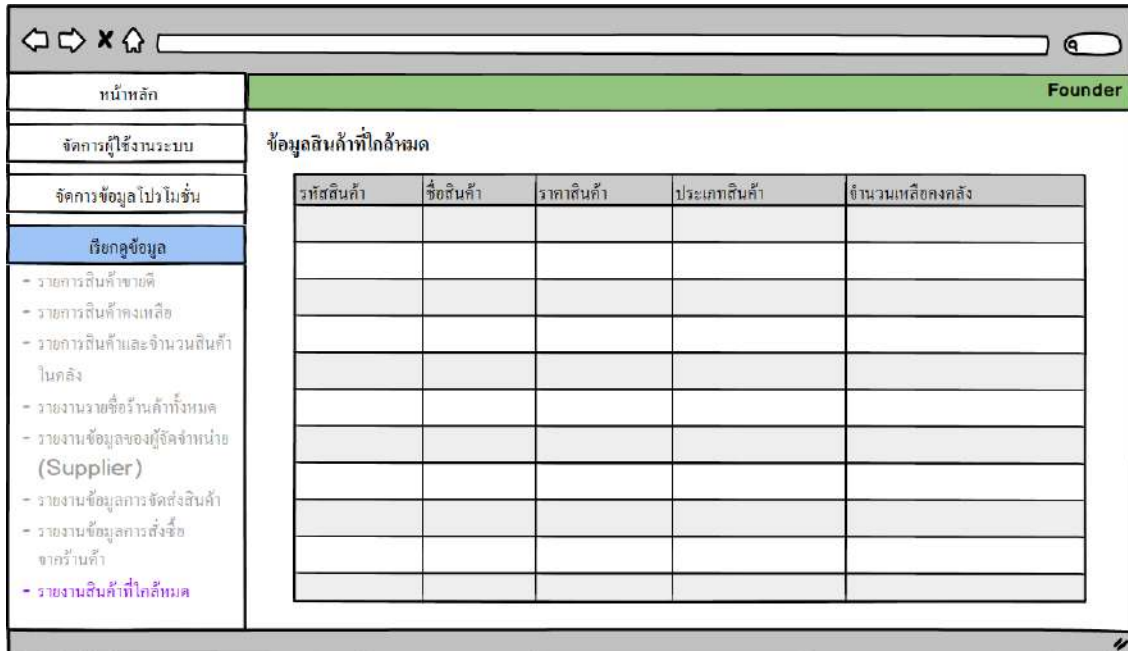 หน้าหลัก
Founder
จัดการผู้ใช้งานระบบ
จัดการข้อมูลโปรโมชั่น
เรียกดูข้อมูล
- รายการสินค้าขายดี
- รายการสินค้าคงเหลือ
- รายการสินค้าและจำนวนสินค้า
ในคลัง
- รายงานรายชื่อร้านค้าทั้งหมด
- รายงานข้อมูลของผู้จัดจำหน่าย
(Supplier)
- รายงานข้อมูลการจัดส่งสินค้า
- รายงานข้อมูลการสั่งซื้อ
จากร้านค้า
- รายงานสินค้าที่ใกล้หมด
ข้อมูลสินค้าที่ใกล้หมด
รหัสสินค้า ชื่อสินค้า ราคาสินค้า ประเภทสินค้า จำนวนเหลือคงคลัง